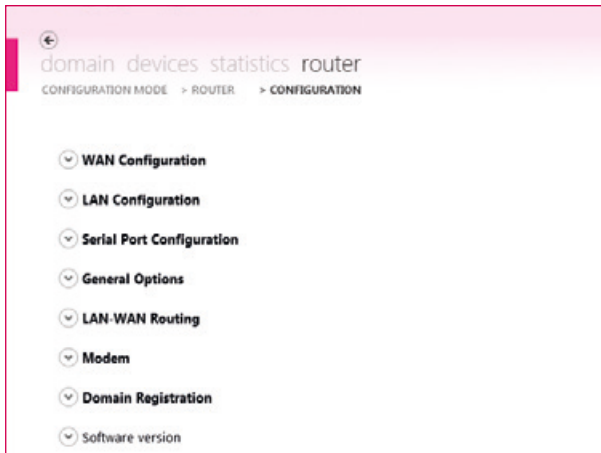 domain devices statistics router
CONFIGURATION MODE > ROUTER > CONFIGURATION
WAN Configuration
LAN Configuration
Serial Port Configuration
General Options
LAN-WAN Routing
Modem
Domain Registration
Software version